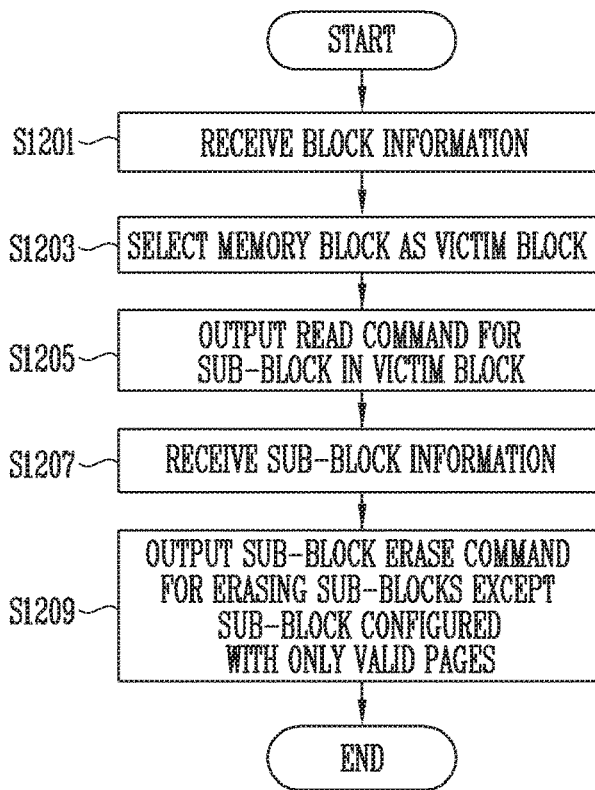 START
S1201
RECEIVE BLOCK INFORMATION
S1203
SELECT MEMORY BLOCK AS VICTIM BLOCK
S1205
OUTPUT READ COMMAND FOR
SUB-BLOCK IN VICTIM BLOCK
S1207
RECEIVE SUB-BLOCK INFORMATION
S1209
OUTPUT SUB-BLOCK ERASE COMMAND
FOR ERASING SUB-BLOCKS EXCEPT
SUB-BLOCK CONFIGURED
WITH ONLY VALID PAGES
END